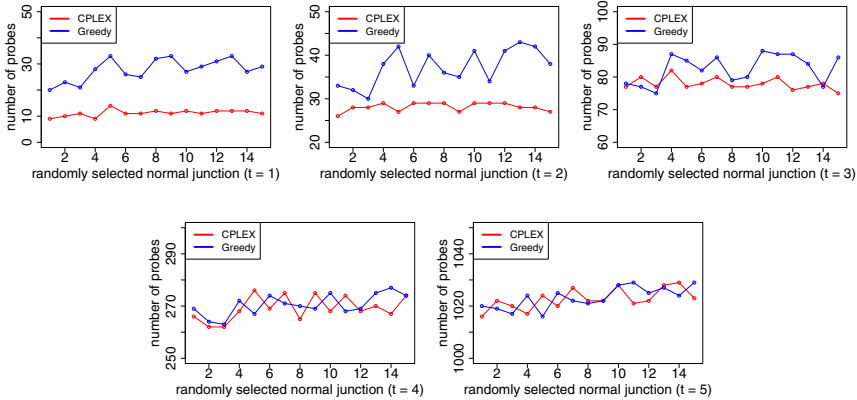 CPLEX
Greedy
number of probes
0 10 30 50
2 4 6 8 10 12 14
randomly selected normal junction (t = 1)
CPLEX
Greedy
number of probes
20 30 40 50
2 4 6 8 10 12 14
randomly selected normal junction (t = 2)
CPLEX
Greedy
number of probes
60 70 80 90 100
2 4 6 8 10 12 14
randomly selected normal junction (t = 3)
CPLEX
Greedy
number of probes
250 270 290
2 4 6 8 10 12 14
randomly selected normal junction (t = 4)
CPLEX
Greedy
number of probes
1000 1020 1040
2 4 6 8 10 12 14
randomly selected normal junction (t = 5)